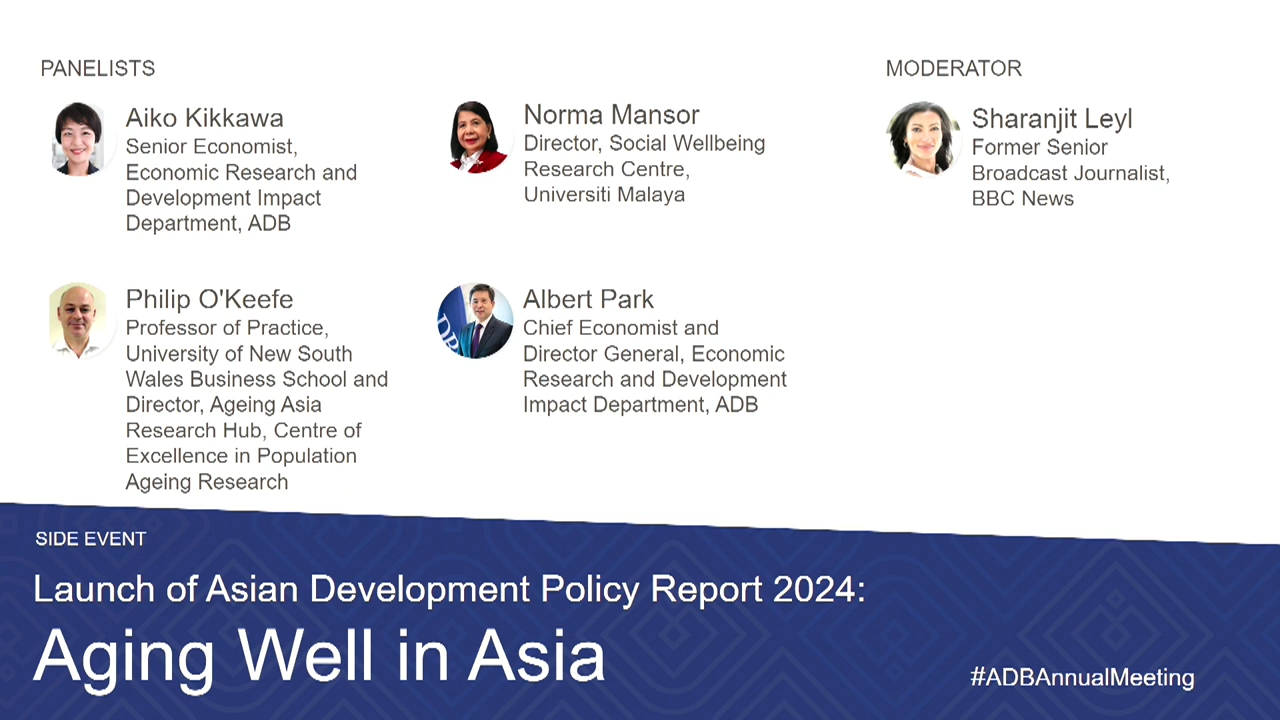 PANELISTS
MODERATOR
Aiko Kikkawa
Senior Economist,
Economic Research and
Development Impact
Department, ADB
Norma Mansor
Director, Social Wellbeing
Research Centre,
Universiti Malaya
Sharanjit Leyl
Former Senior
Broadcast Journalist,
BBC News
Philip O'Keefe
Professor of Practice,
University of New South
Wales Business School and
Director, Ageing Asia
Research Hub, Centre of
Excellence in Population
Ageing Research
Albert Park
Chief Economist and
Director General, Economic
Research and Development
Impact Department, ADB
SIDE EVENT
Launch of Asian Development Policy Report 2024:
Aging Well in Asia
#ADBAnnualMeeting